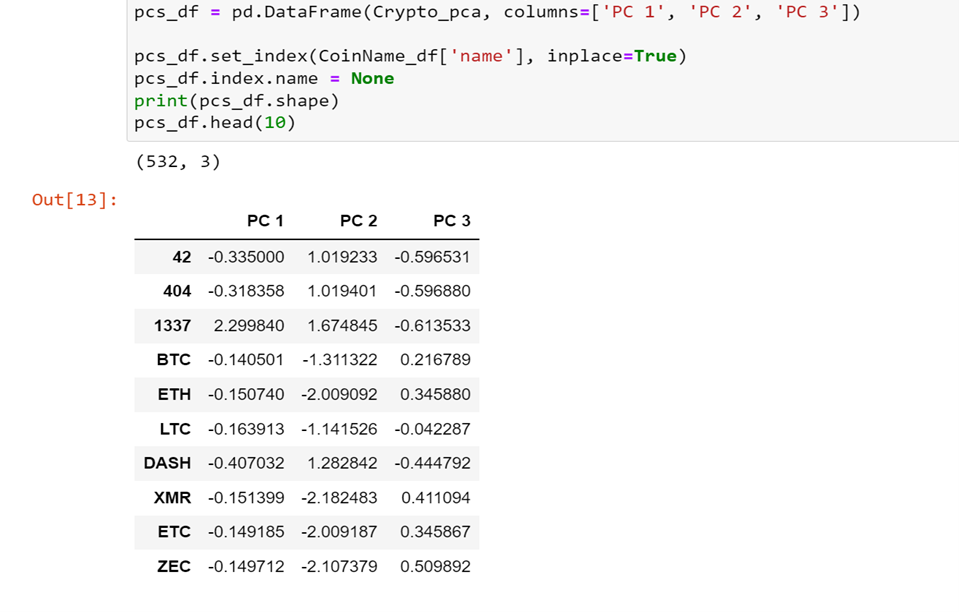 pcs_df = pd.DataFrame(Crypto_pca, columns=['PC 1', 'PC 2', 'PC 3'])
pcs_df.set_index(CoinName_df['name'], inplace=True)
pcs_df.index.name = None
print(pcs_df.shape)
pcs_df.head(10)
(532, 3)
Out[13]:
PC 1 PC 2 PC 3
42 -0.335000 1.019233 -0.596531
404 -0.318358 1.019401 -0.596880
1337 2.299840 1.674845 -0.613533
BTC -0.140501 -1.311322 0.216789
ETH -0.150740 -2.009092 0.345880
LTC -0.163913 -1.141526 -0.042287
DASH -0.407032 1.282842 -0.444792
XMR -0.151399 -2.182483 0.411094
ETC -0.149185 -2.009187 0.345867
ZEC -0.149712 -2.107379 0.509892